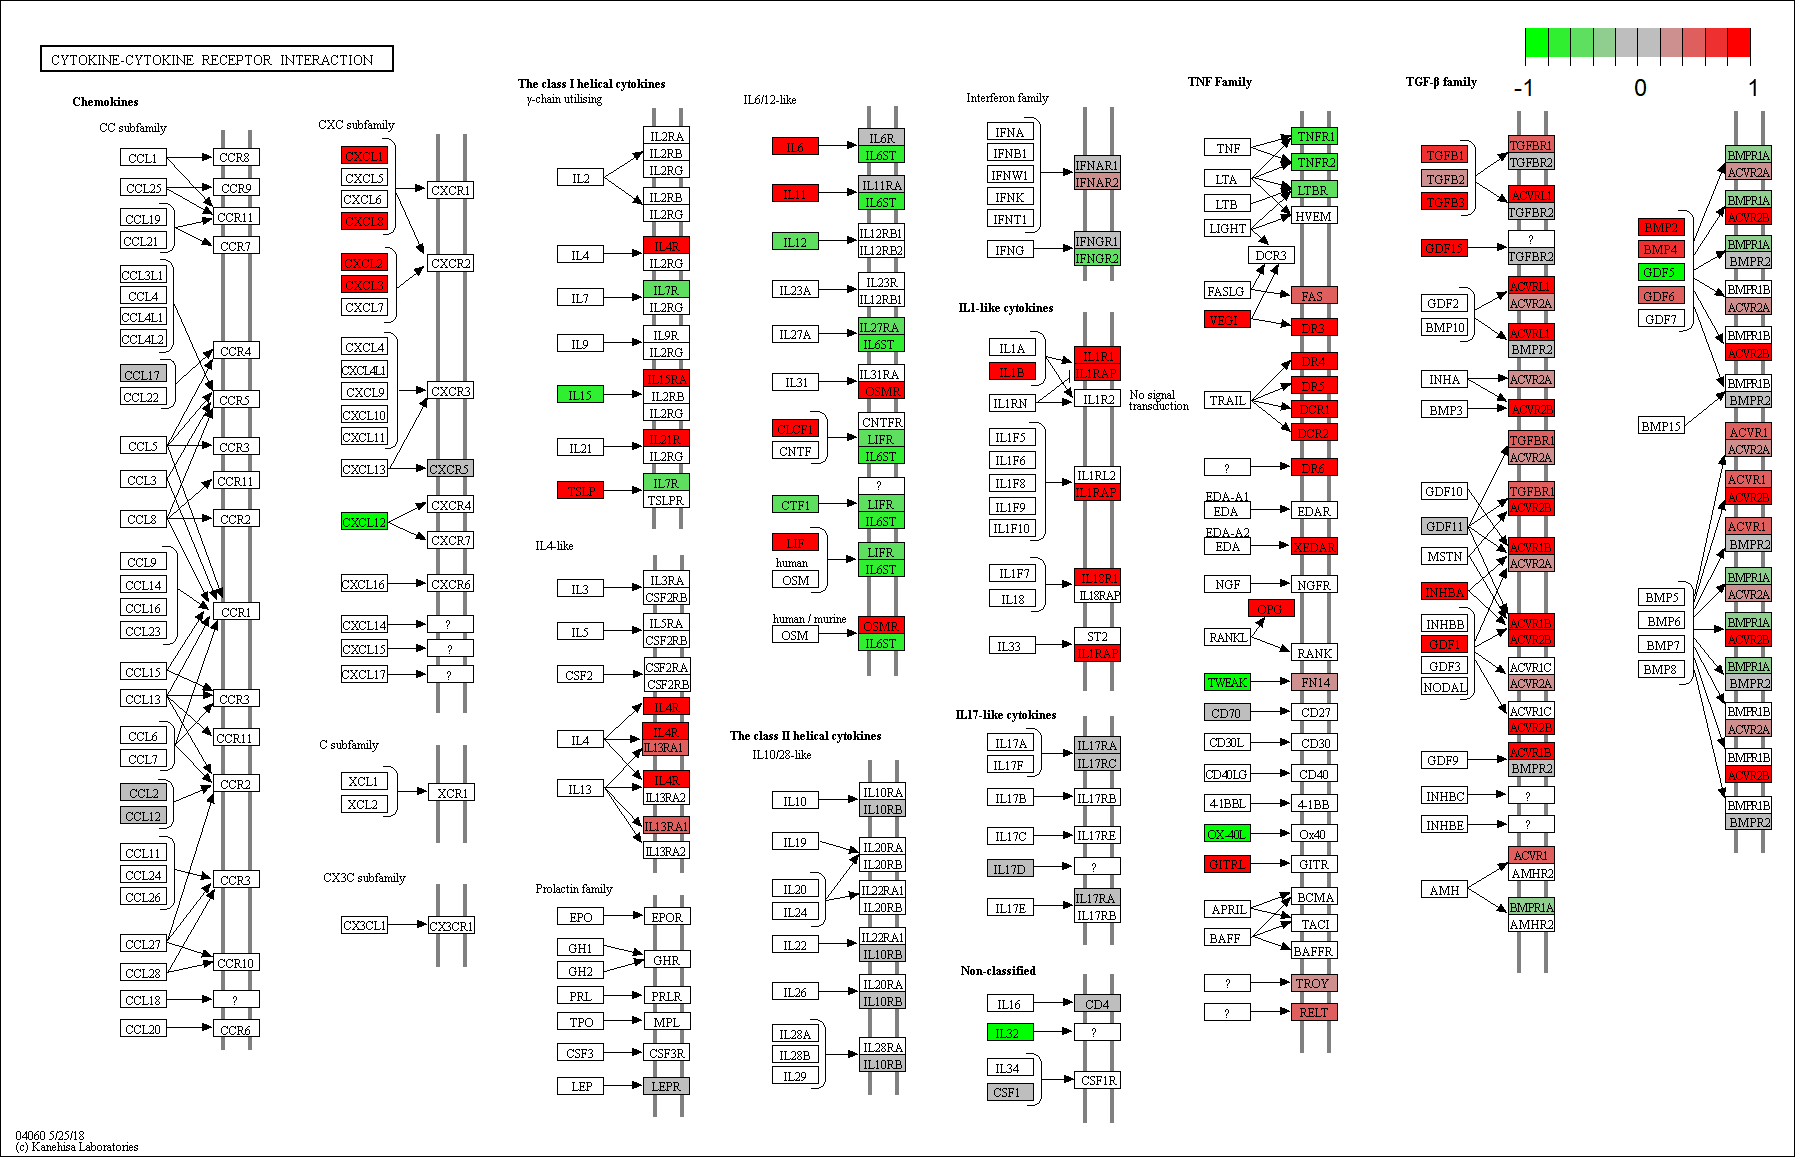 CYTOKINE-CYTOKINE RECEPTOR INTERACTION
-1 0 1
Chemokines
CC subfamily
CCL1 CCR8
CCL25 CCR9
CCL19 CCR11
CCL21 CCR7
CCL3L1
CCL4
CCL4L1
CCL4L2
CCR4
CCL17
CCL22 CCR5
CCL5 CCR3
CCL3 CCR11
CCL8 CCR2
CCL9
CCL14
CCL16 CCR1
CCL23
CCL15
CCL13 CCR3
CCL6 CCR11
CCL7
CCR2
CCL2
CCL12
CCL11
CCL24 CCR3
CCL26
CCL27
CCL28 CCR10
CCL18 ?
CCL20 CCR6
CXC subfamily
CXCL1
CXCL5
CXCL6 CXCR1
CXCL8
CXCL2 CXCR2
CXCL3
CXCL7
CXCL4
CXCL4L1
CXCL9 CXCR3
CXCL10
CXCL11
CXCL13 CXCR5
CXCR4
CXCL12
CXCR7
CXCL16 CXCR6
CXCL14 ?
CXCL15 ?
CXCL17 ?
C subfamily
XCL1
XCR1
XCL2
CX3C subfamily
CX3CL1 CX3CR1
The class I helical cytokines
γ-chain utilising
IL2RA
IL2RB
IL2RG
IL2
IL2RB
IL2RG
IL4 IL4R
IL2RG
IL7 IL7R
IL2RG
IL9 IL9R
IL2RG
IL15RA
IL15 IL2RB
IL2RG
IL21 IL21R
IL2RG
TSLP IL7R
TSLPR
IL4-like
IL3 IL3RA
CSF2RB
IL5 IL5RA
CSF2RB
CSF2 CSF2RA
CSF2RB
IL4R
IL4 IL4R
IL13RA1
IL13 IL4R
IL13RA2
IL13RA1
IL13RA2
Prolactin family
EPO EPOR
GH1
GHR
GH2
PRL PRLR
TPO MPL
CSF3 CSF3R
LEP LEPR
IL6/12-like
IL6 IL6R
IL6ST
IL11 IL11RA
IL6ST
IL12 IL12RB1
IL12RB2
IL23A IL23R
IL12RB1
IL27A IL27RA
IL6ST
IL31 IL31RA
OSMR
CLCF1 CNTFR
LIFR
CNTF IL6ST
?
CTF1 LIFR
IL6ST
LIF LIFR
human IL6ST
OSM
human / murine OSMR
OSM IL6ST
The class II helical cytokines
IL10/28-like
IL10 IL10RA
IL10RB
IL19 IL20RA
IL20RB
IL20 IL22RA1
IL24 IL20RB
IL22 IL22RA1
IL10RB
IL26 IL20RA
IL10RB
IL28A
IL28B IL28RA
IL29 IL10RB
Interferon family
IFNA
IFNB1
IFNW1 IFNAR1
IFNK IFNAR2
IFNT1
IFNG IFNGR1
IFNGR2
IL1-like cytokines
IL1A IL1R1
IL1B IL1RAP
IL1RN IL1R2
No signal
transduction
IL1F5
IL1F6
IL1F8 IL1RL2
IL1F9 IL1RAP
IL1F10
IL1F7 IL18R1
IL18 IL18RAP
IL33 ST2
IL1RAP
IL17-like cytokines
IL17A IL17RA
IL17F IL17RC
IL17B IL17RB
IL17C IL17RE
IL17D ?
IL17E IL17RA
IL17RB
Non-classified
IL16 CD4
IL32 ?
IL34
CSF1R
CSF1
TNF Family
TNF TNFR1
TNFR2
LTA LTBR
LTB HVEM
LIGHT
DCR3
FASLG FAS
VEGI DR3
DR4
TRAIL DR5
DCR1
DCR2
? DR6
EDA-A1
EDA EDAR
EDA-A2
EDA XEDAR
NGF NGFR
OPG
RANKL
RANK
TWEAK FN14
CD70 CD27
CD30L CD30
CD40LG CD40
4-1BBL 4-1BB
OX-40L Ox40
GITRL GITR
BCMA
APRIL TACI
BAFF BAFFR
? TROY
? RELT
TGF-β family
TGFB1 TGFBR1
TGFBR2
TGFB2
TGFB3 ACVRL1
TGFBR2
GDF15 ?
TGFBR2
GDF2 ACVRL1
ACVR2A
BMP10 ACVRL1
BMPR2
INHA ACVR2A
BMP3 ACVR2B
TGFBR1
ACVR2A
GDF10 TGFBR1
ACVR2B
GDF11
MSTN ACVR1B
ACVR2A
INHBA
INHBB ACVR1B
GDF1 ACVR2B
GDF3 ACVR1C
NODAL ACVR2A
ACVR1C
ACVR2B
GDF9 ACVR1B
BMPR2
INHBC ?
INHBE ?
ACVR1
AMHR2
AMH
BMPR1A
AMHR2
BMPR1A
ACVR2A
BMPR1A
BMP2 ACVR2B
BMP4 BMPR1A
GDF5 BMPR2
GDF6 BMPR1B
GDF7 ACVR2A
BMPR1B
ACVR2B
BMPR1B
BMPR2
BMP15
ACVR1
ACVR2A
ACVR1
ACVR2B
ACVR1
BMPR2
BMPR1A
BMP5 ACVR2A
BMP6 BMPR1A
BMP7 ACVR2B
BMP8 BMPR1A
BMPR2
BMPR1B
ACVR2A
BMPR1B
ACVR2B
BMPR1B
BMPR2
04060 5/25/18
(c) Kanehisa Laboratories